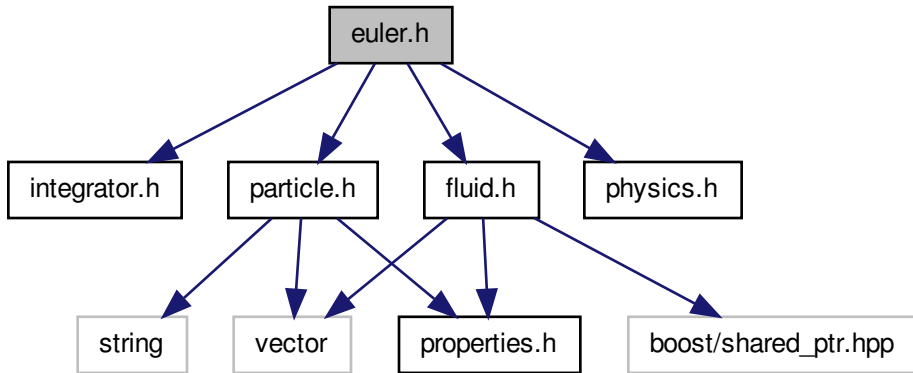 euler.h
integrator.h
particle.h
fluid.h
physics.h
string
vector
properties.h
boost/shared_ptr.hpp